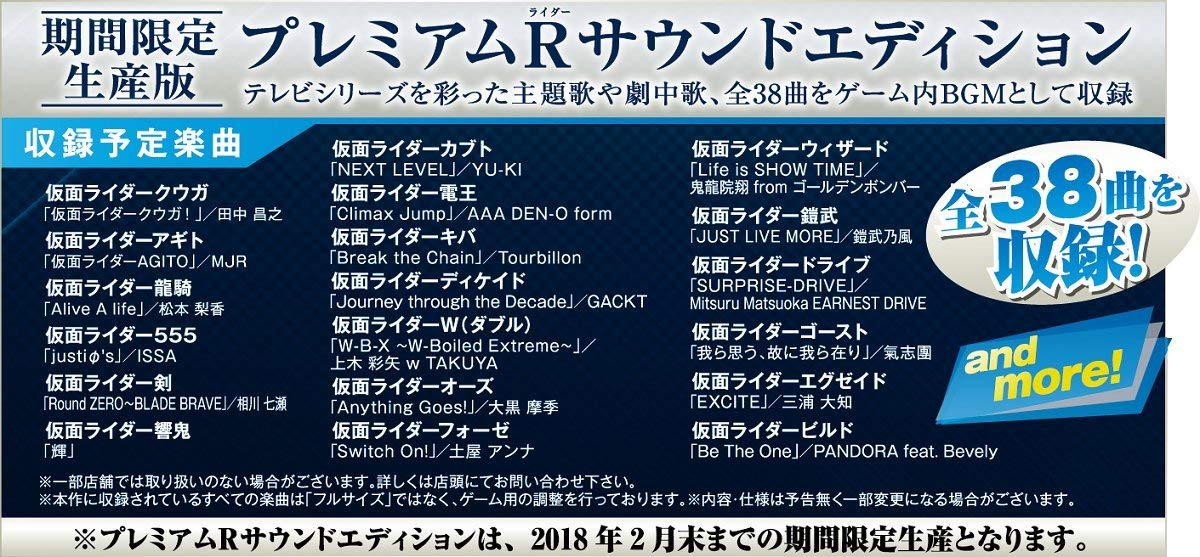 期間限定
生産版
プレミアムRサウンドエディション
ライダー
テレビシリーズを彩った主題歌や劇中歌、全38曲をゲーム内BGMとして収録
収録予定楽曲
仮面ライダークウガ
「仮面ライダークウガ!」／田中 昌之
仮面ライダーアギト
「仮面ライダーAGITO」／MJR
仮面ライダー龍騎
「Alive A life」／松本 梨香
仮面ライダー555
「justiφ's」／ISSA
仮面ライダー剣
「Round ZERO～BLADE BRAVE」／相川 七瀬
仮面ライダー響鬼
「輝」
仮面ライダーカブト
「NEXT LEVEL」／YU-KI
仮面ライダー電王
「Climax Jump」／AAA DEN-O form
仮面ライダーキバ
「Break the Chain」／Tourbillon
仮面ライダーディケイド
「Journey through the Decade」／GACKT
仮面ライダーW（ダブル）
「W-B-X ~W-Boiled Extreme~」／
上木 彩矢 w TAKUYA
仮面ライダーオーズ
「Anything Goes!」／大黒 摩季
仮面ライダーフォーゼ
「Switch On!」／土屋 アンナ
仮面ライダーウィザード
「Life is SHOW TIME」／
鬼龍院翔 from ゴールデンボンバー
仮面ライダー鎧武
「JUST LIVE MORE」／鎧武乃風
仮面ライダードライブ
「SURPRISE-DRIVE」／
Mitsuru Matsuoka EARNEST DRIVE
仮面ライダーゴースト
「我ら思う、故に我ら在り」／氣志團
仮面ライダーエグゼイド
「EXCITE」／三浦 大知
仮面ライダービルド
「Be The One」／PANDORA feat. Bevely
全38曲を
収録!
and
more!
※一部店舗では取り扱いのない場合がございます。詳しくは店頭にてお問い合わせ下さい。
※本作に収録されているすべての楽曲は「フルサイズ」ではなく、ゲーム用の調整を行っております。※内容・仕様は予告無く一部変更になる場合がございます。
※プレミアムRサウンドエディションは、2018年2月末までの期間限定生産となります。